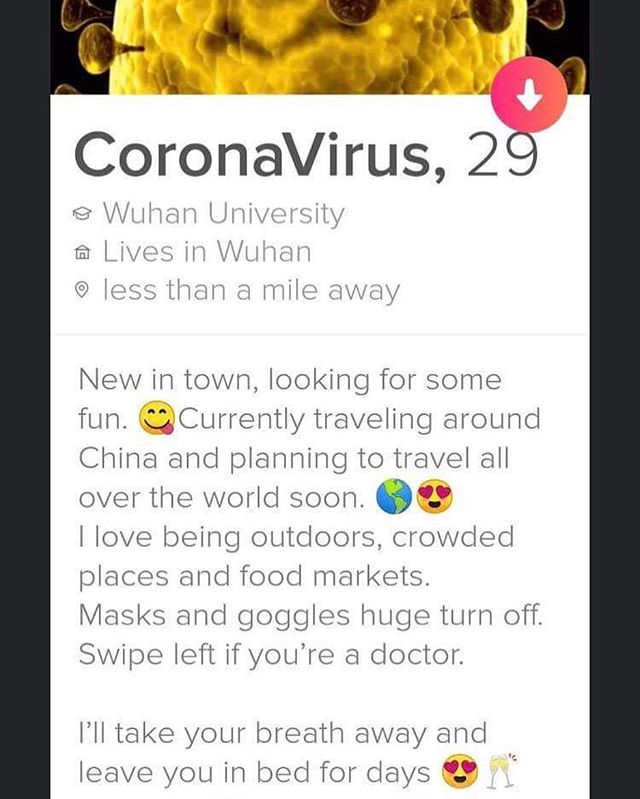 CoronaVirus, 29
Wuhan University
Lives in Wuhan
less than a mile away
New in town, looking for some
fun. 😋Currently traveling around
China and planning to travel all
over the world soon. 🌎😍
I love being outdoors, crowded
places and food markets.
Masks and goggles huge turn off.
Swipe left if you're a doctor.
I'll take your breath away and
leave you in bed for days 😍🥂